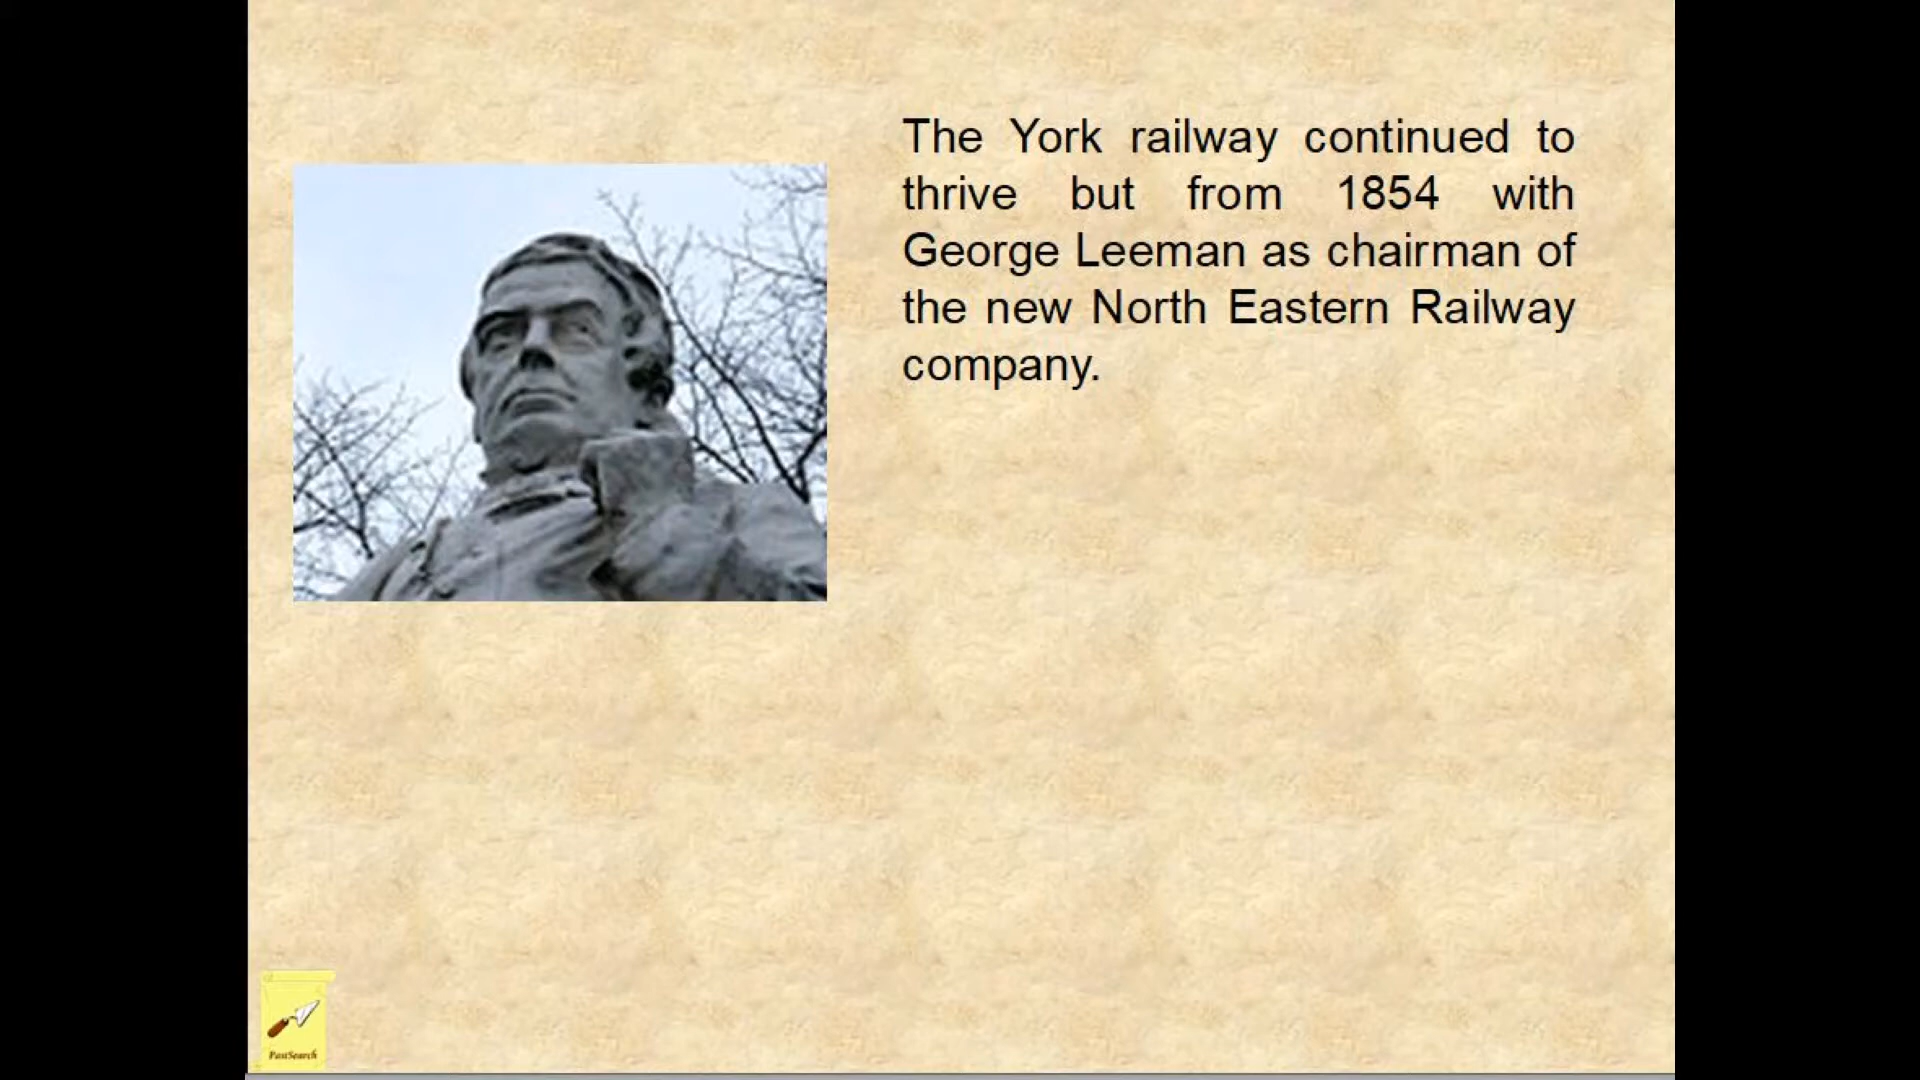 The York railway continued to
thrive but from 1854 with
George Leeman as chairman of
the new North Eastern Railway
company.
PastSearch